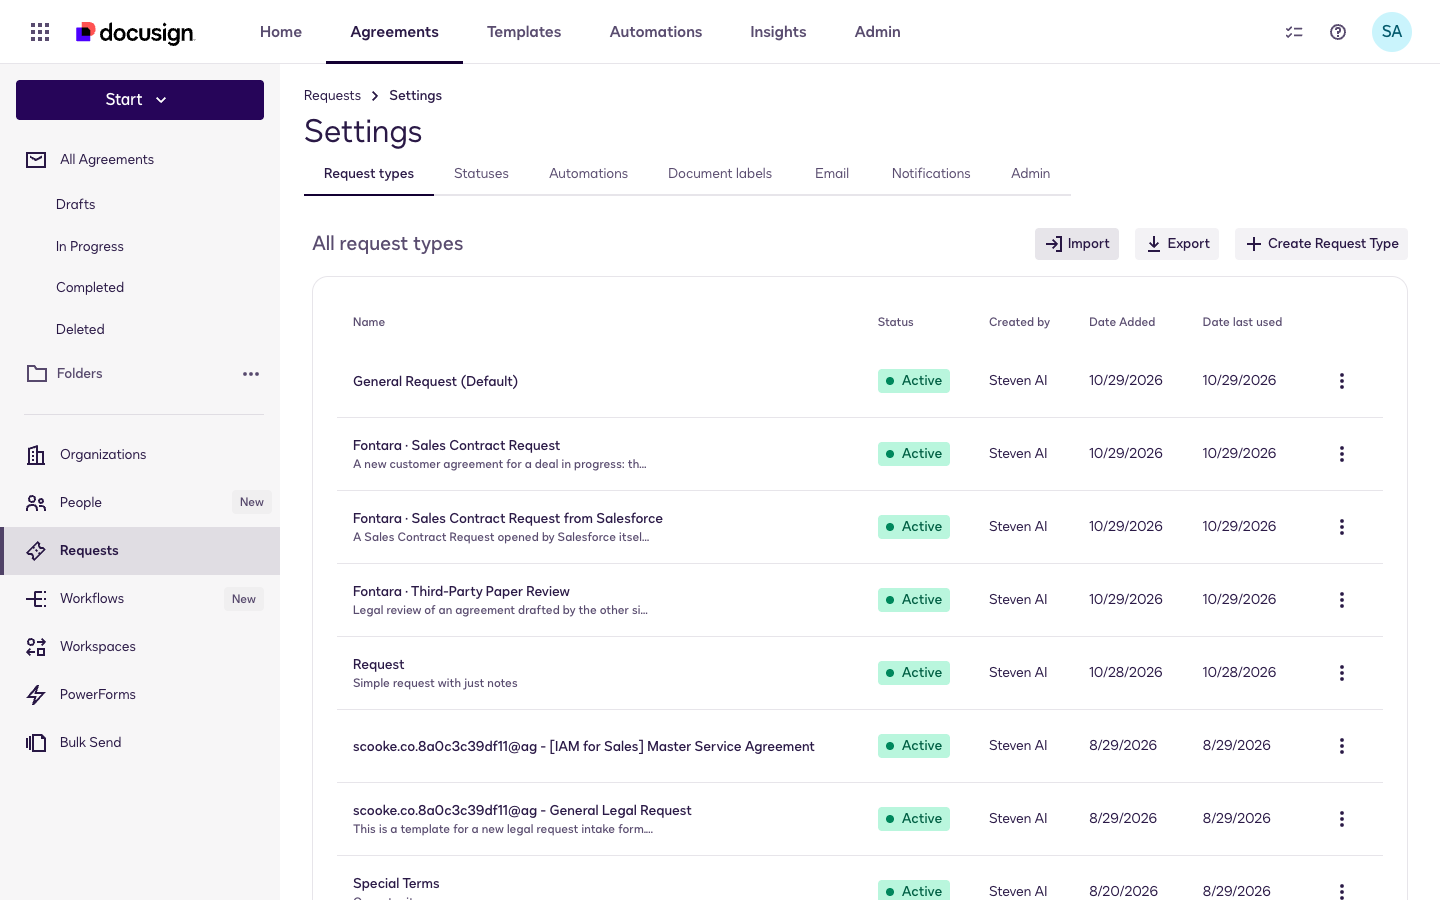 docusign
Home
Agreements
Templates
Automations
Insights
Admin
SA
Start
All Agreements
Drafts
In Progress
Completed
Deleted
Folders
Organizations
People
New
Requests
Workflows
New
Workspaces
PowerForms
Bulk Send
Requests
Settings
Settings
Request types
Statuses
Automations
Document labels
Email
Notifications
Admin
All request types
Import
Export
Create Request Type
Name
Status
Created by
Date Added
Date last used
General Request (Default)
Active
Steven AI
10/29/2026
10/29/2026
Fontara · Sales Contract Request
A new customer agreement for a deal in progress: th...
Active
Steven AI
10/29/2026
10/29/2026
Fontara · Sales Contract Request from Salesforce
A Sales Contract Request opened by Salesforce itsel...
Active
Steven AI
10/29/2026
10/29/2026
Fontara · Third-Party Paper Review
Legal review of an agreement drafted by the other si...
Active
Steven AI
10/29/2026
10/29/2026
Request
Simple request with just notes
Active
Steven AI
10/28/2026
10/28/2026
scooke.co.8a0c3c39df11@ag - [IAM for Sales] Master Service Agreement
Active
Steven AI
8/29/2026
8/29/2026
scooke.co.8a0c3c39df11@ag - General Legal Request
This is a template for a new legal request intake form....
Active
Steven AI
8/29/2026
8/29/2026
Special Terms
Active
Steven AI
8/20/2026
8/29/2026